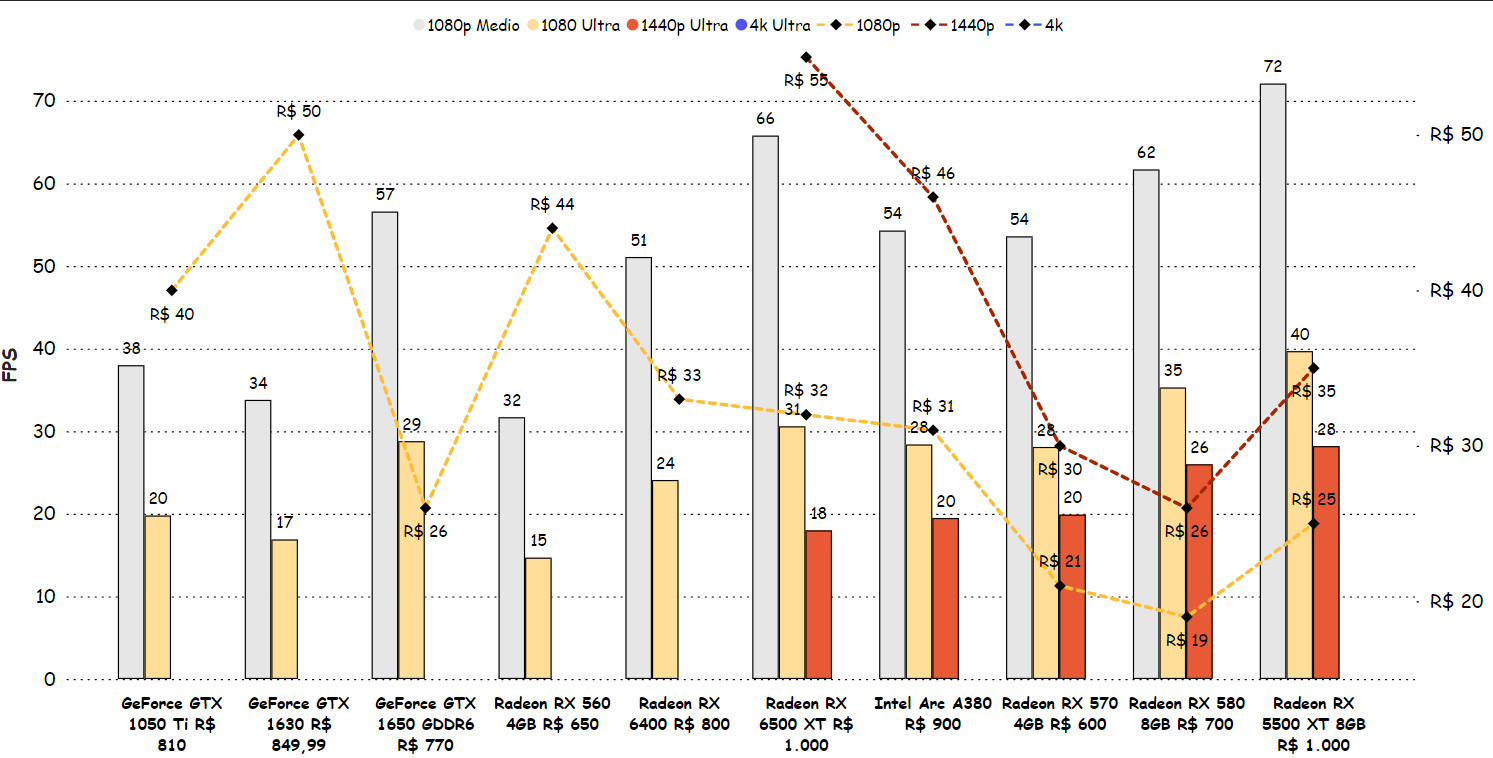 1080p Medio 1080 Ultra 1440p Ultra 4k Ultra 1080p 1440p 4k
FPS
70
60
50
40
30
20
10
0
R$ 50
R$ 40
R$ 30
R$ 20
38
20
R$ 40
34
17
R$ 50
57
29
R$ 26
32
15
R$ 44
51
24
R$ 33
66
31
18
R$ 55
R$ 32
54
28
20
R$ 46
R$ 31
54
28
20
R$ 30
R$ 21
62
35
26
R$ 26
R$ 19
72
40
28
R$ 35
R$ 25
GeForce GTX
1050 Ti R$
810
GeForce GTX
1630 R$
849,99
GeForce GTX
1650 GDDR6
R$ 770
Radeon RX 560
4GB R$ 650
Radeon RX
6400 R$ 800
Radeon RX
6500 XT R$
1.000
Intel Arc A380
R$ 900
Radeon RX 570
4GB R$ 600
Radeon RX 580
8GB R$ 700
Radeon RX
5500 XT 8GB
R$ 1.000